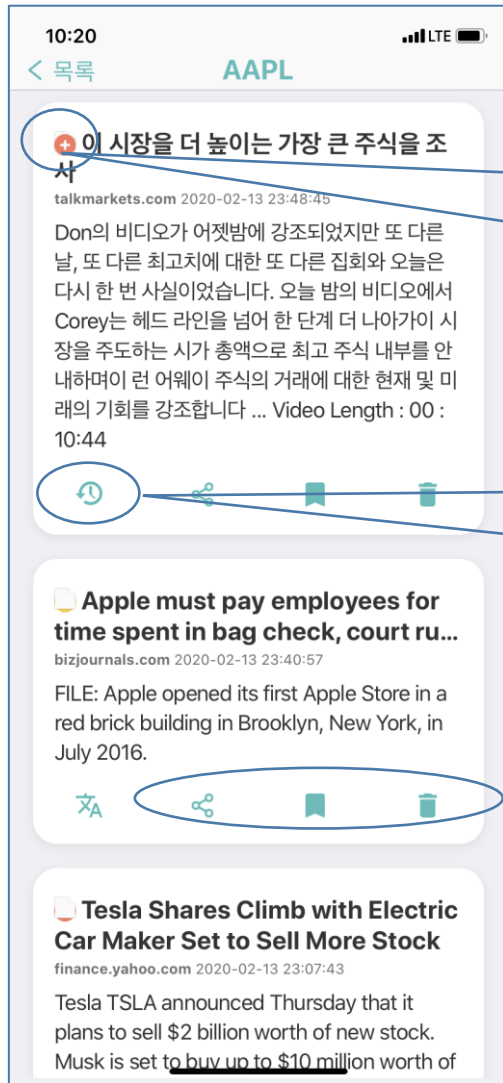 10:20
LTE
목록
AAPL
이 시장을 더 높이는 가장 큰 주식을 조
사
talkmarkets.com 2020-02-13 23:48:45
Don의 비디오가 어젯밤에 강조되었지만 또 다른
날, 또 다른 최고치에 대한 또 다른 집회와 오늘은
다시 한 번 사실이었습니다. 오늘 밤의 비디오에서
Corey는 헤드 라인을 넘어 한 단계 더 나아가이 시
장을 주도하는 시가 총액으로 최고 주식 내부를 안
내하며이 런 어웨이 주식의 거래에 대한 현재 및 미
래의 기회를 강조합니다 ... Video Length : 00 :
10:44
Apple must pay employees for
time spent in bag check, court ru...
bizjournals.com 2020-02-13 23:40:57
FILE: Apple opened its first Apple Store in a
red brick building in Brooklyn, New York, in
July 2016.
Tesla Shares Climb with Electric
Car Maker Set to Sell More Stock
finance.yahoo.com 2020-02-13 23:07:43
Tesla TSLA announced Thursday that it
plans to sell $2 billion worth of new stock.
Musk is set to buy up to $10 million worth of